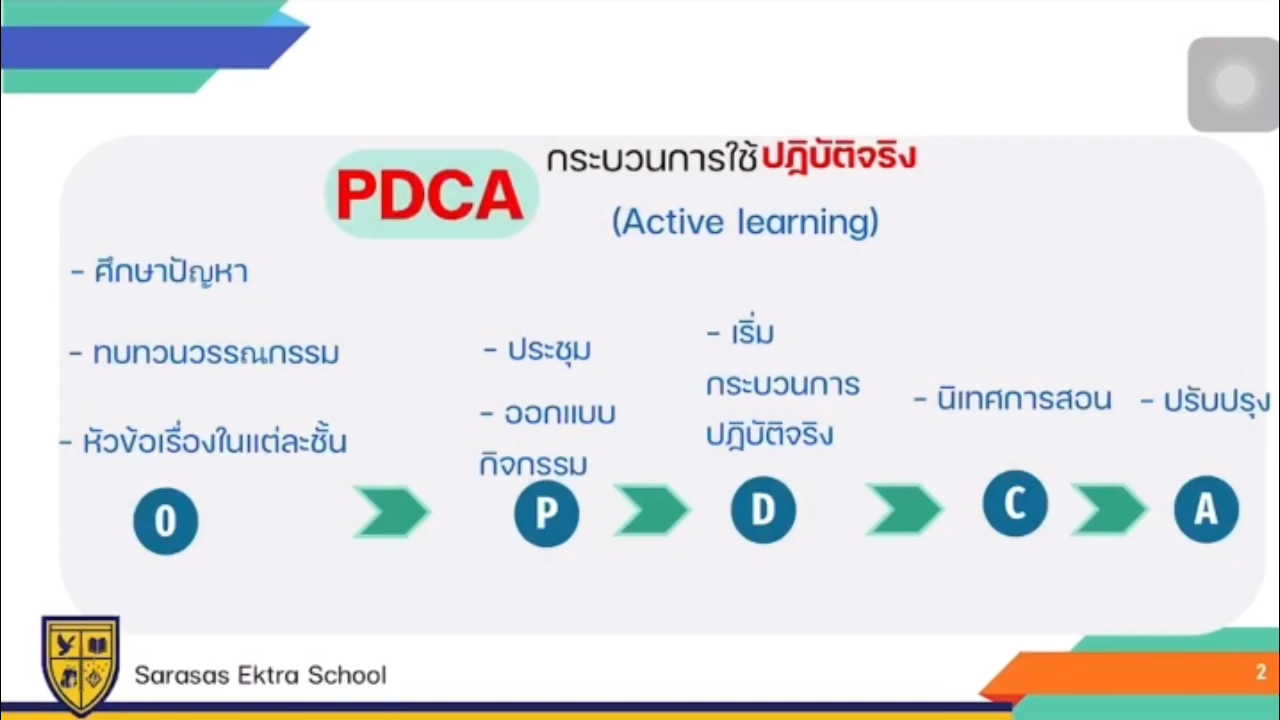 PDCA
กระบวนการใช้ปฎิบัติจริง
(Active learning)
- ศึกษาปัญหา
- ทบทวนวรรณกรรม
- หัวข้อเรื่องในแต่ละชั้น
0
- ประชุม
- ออกแบบ
กิจกรรม
P
- เริ่ม
กระบวนการ
ปฎิบัติจริง
D
- นิเทศการสอน
C
- ปรับปรุง
A
Sarasas Ektra School
2